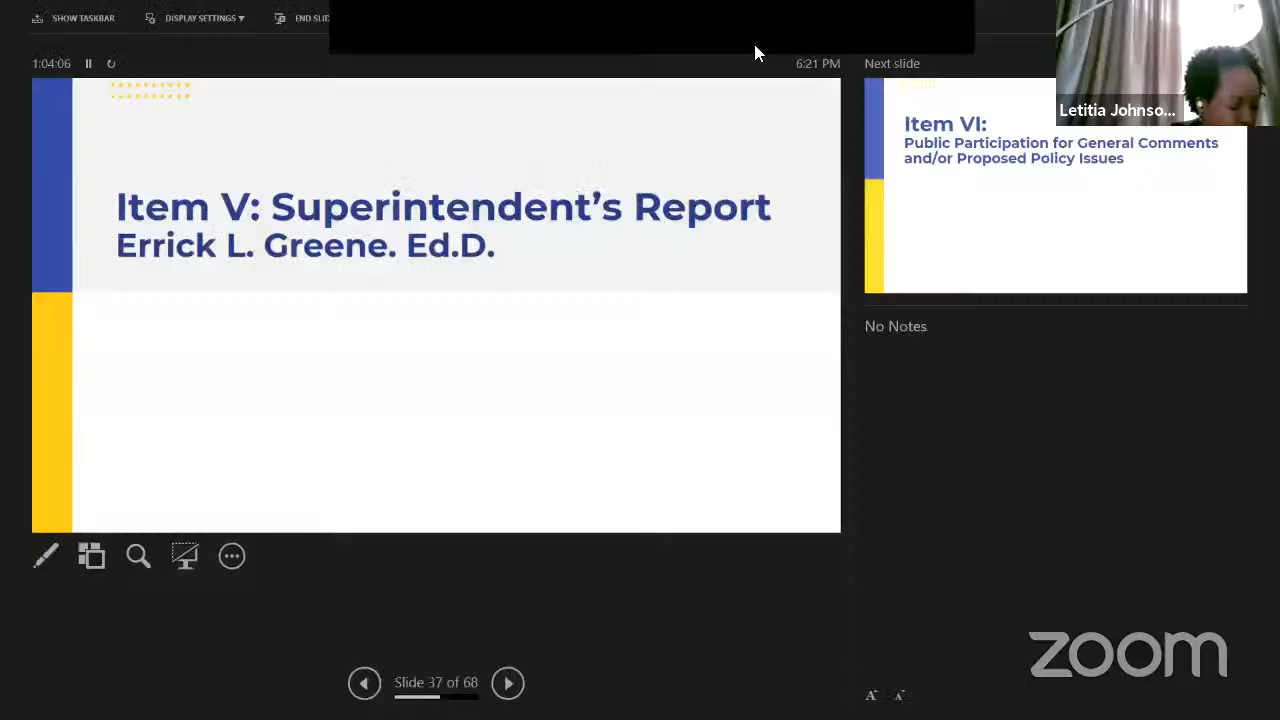 SHOW TASKBAR
DISPLAY SETTINGS ▼
END SLID
1:04:06
6:21 PM
Item V: Superintendent’s Report
Errick L. Greene. Ed.D.
Next slide
Item VI:
Public Participation for General Comments
and/or Proposed Policy Issues
Letitia Johnso...
No Notes
Slide 37 of 68
zoom